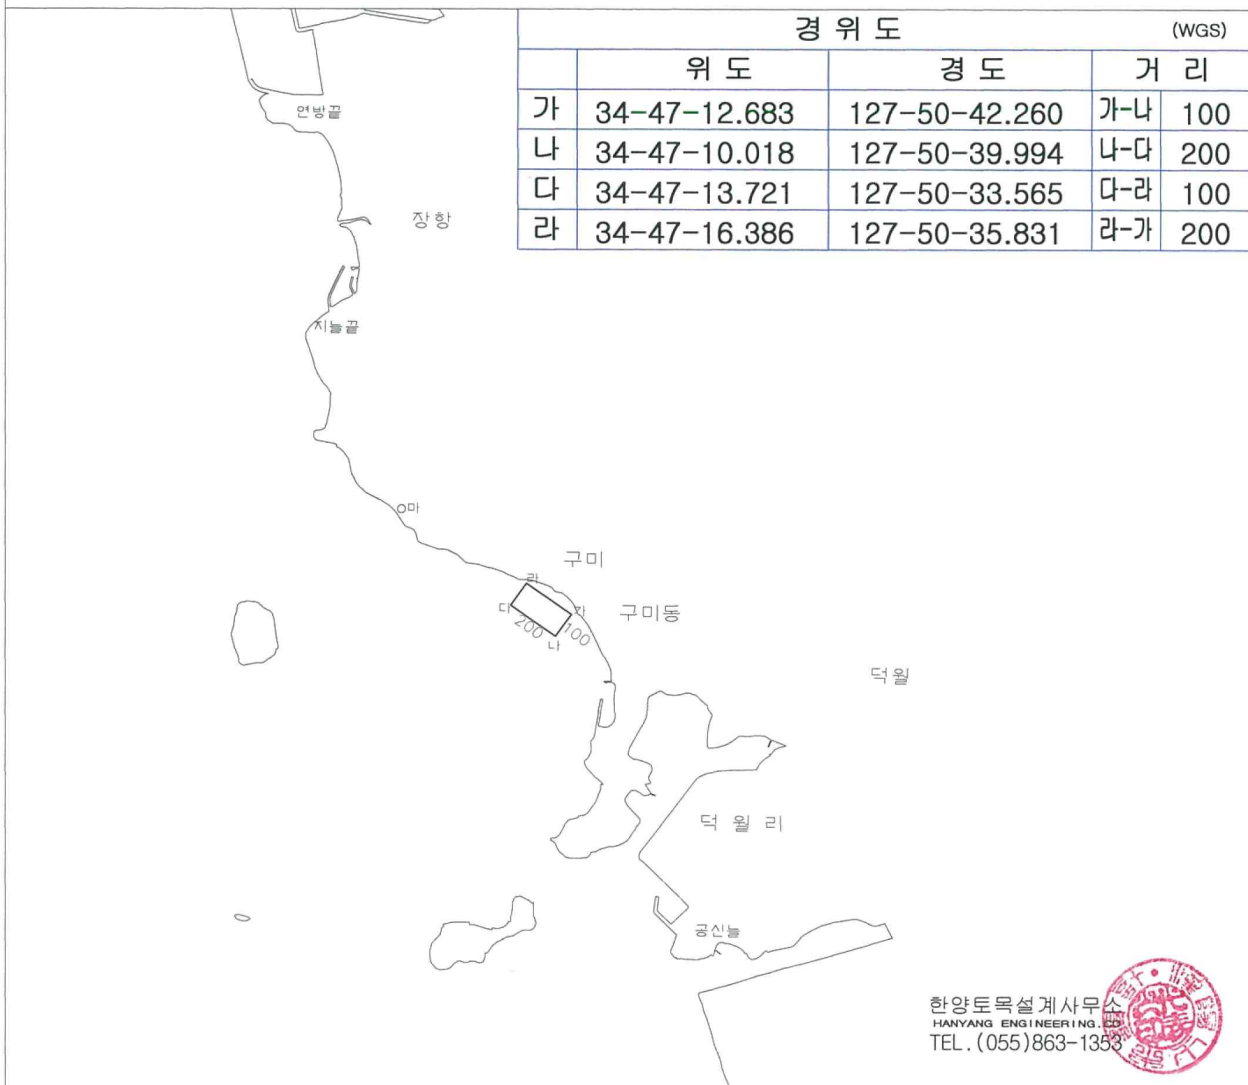 경 위 도 (WGS)
위 도 경 도 거 리
가 34-47-12.683 127-50-42.260 가-나 100
나 34-47-10.018 127-50-39.994 나-다 200
다 34-47-13.721 127-50-33.565 다-라 100
라 34-47-16.386 127-50-35.831 라-가 200
연방끝
장항
지늘끝
마
구미
라
다
가
구미동
200
100
나
덕월
덕 월 리
공신늘
한양토목설계사무소
HANYANG ENGINEERING.
TEL.(055)863-1353